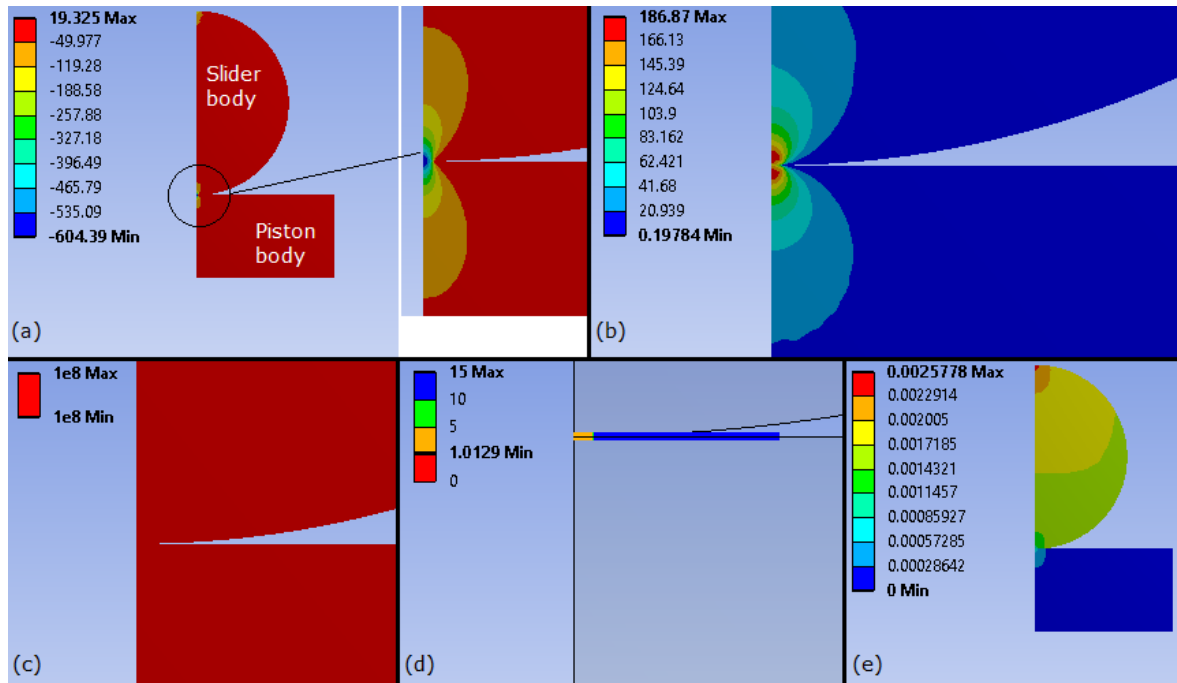 19.325 Max
-49.977
-119.28
-188.58
-257.88
-327.18
-396.49
-465.79
-535.09
-604.39 Min
Slider
body
Piston
body
(a)
186.87 Max
166.13
145.39
124.64
103.9
83.162
62.421
41.68
20.939
0.19784 Min
(b)
1e8 Max
1e8 Min
(c)
15 Max
10
5
1.0129 Min
0
(d)
0.0025778 Max
0.0022914
0.002005
0.0017185
0.0014321
0.0011457
0.00085927
0.00057285
0.00028642
0 Min
(e)